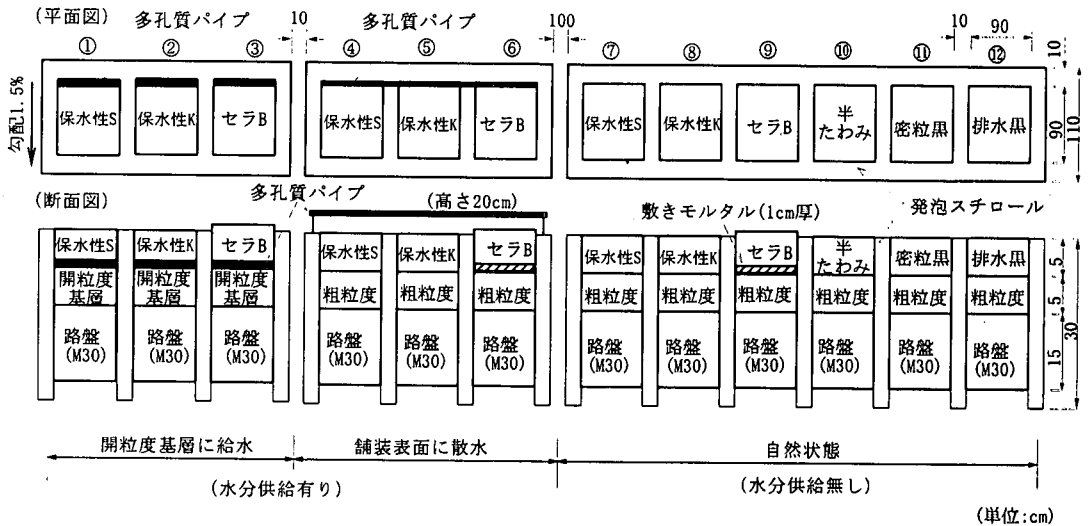 (平面図) 多孔質パイプ 10 多孔質パイプ 100 10 90
① ② ③ ④ ⑤ ⑥ ⑦ ⑧ ⑨ ⑩ ⑪ ⑫ 10
勾配1.5%
保水性S 保水性K セラB 保水性S 保水性K セラB 保水性S 保水性K セラB 半たわみ 密粒黒 排水黒 90 110
(断面図) 多孔質パイプ (高さ20cm) 敷きモルタル(1cm厚) 発泡スチロール
保水性S 保水性K セラB 保水性S 保水性K セラB 保水性S 保水性K セラB 半たわみ 密粒黒 排水黒 5
開粒度基層 開粒度基層 開粒度基層 粗粒度 粗粒度 粗粒度 粗粒度 粗粒度 粗粒度 粗粒度 粗粒度 粗粒度 5 30
路盤 路盤 路盤 路盤 路盤 路盤 路盤 路盤 路盤 路盤 路盤 路盤 15
(M30) (M30) (M30) (M30) (M30) (M30) (M30) (M30) (M30) (M30) (M30) (M30)
開粒度基層に給水 舗装表面に散水 自然状態
(水分供給有り) (水分供給無し)
(単位:cm)